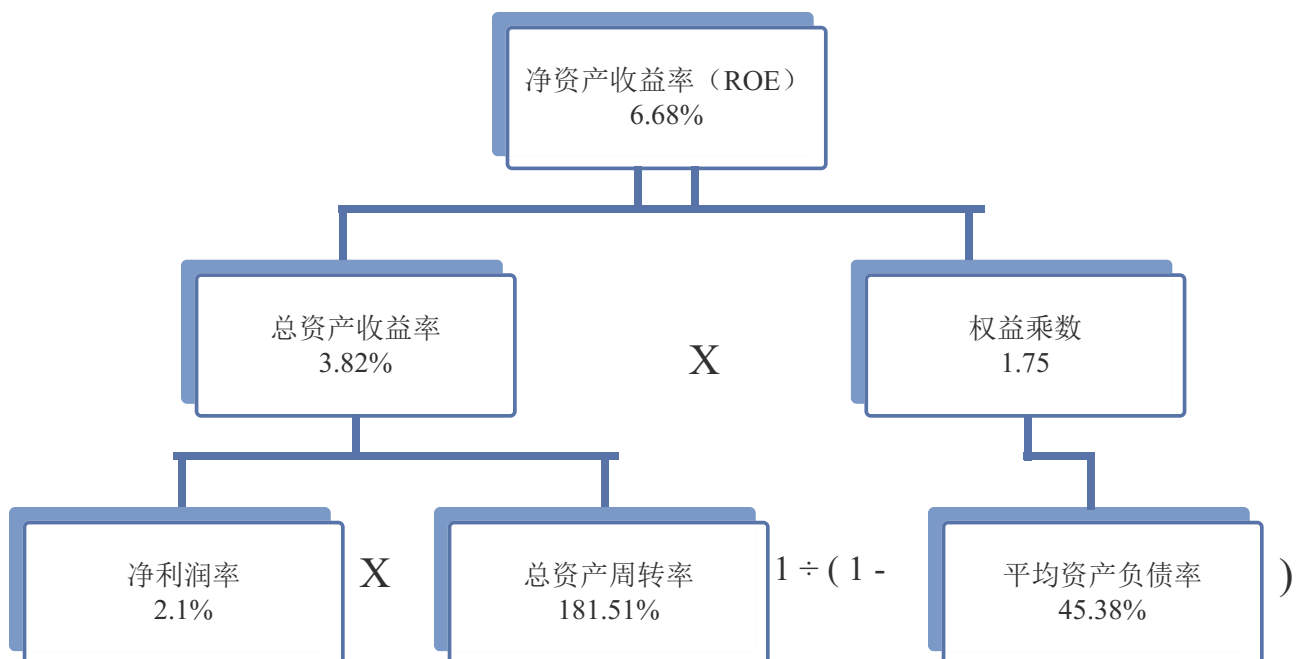 净资产收益率（ROE）
6.68%
总资产收益率
3.82%
X
权益乘数
1.75
净利润率
2.1%
X
总资产周转率
181.51%
1 ÷ ( 1 -
平均资产负债率
45.38%
)